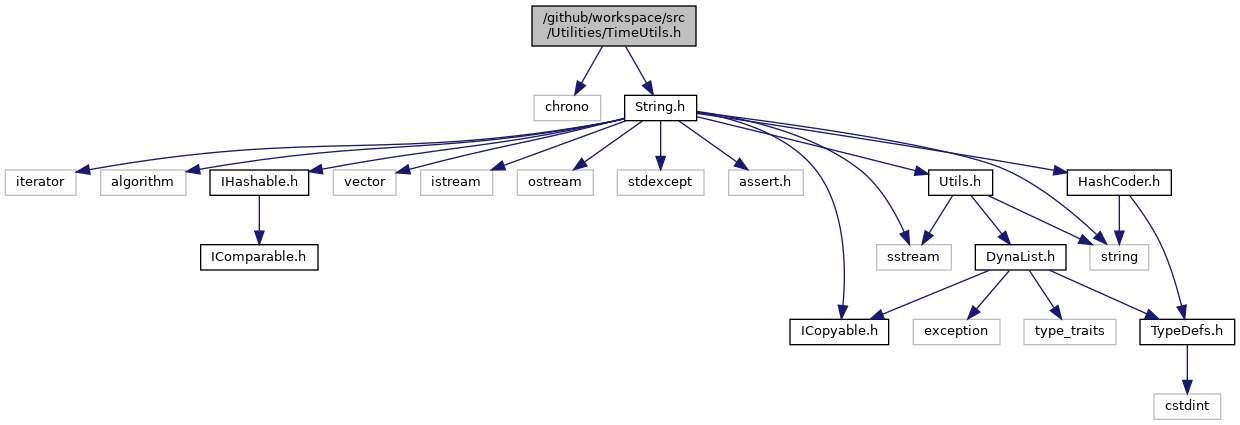 /github/workspace/src
/Utilities/TimeUtils.h
chrono
String.h
iterator
algorithm
IHashable.h
vector
istream
ostream
stdexcept
assert.h
Utils.h
HashCoder.h
IComparable.h
sstream
DynaList.h
string
ICopyable.h
exception
type_traits
TypeDefs.h
cstdint